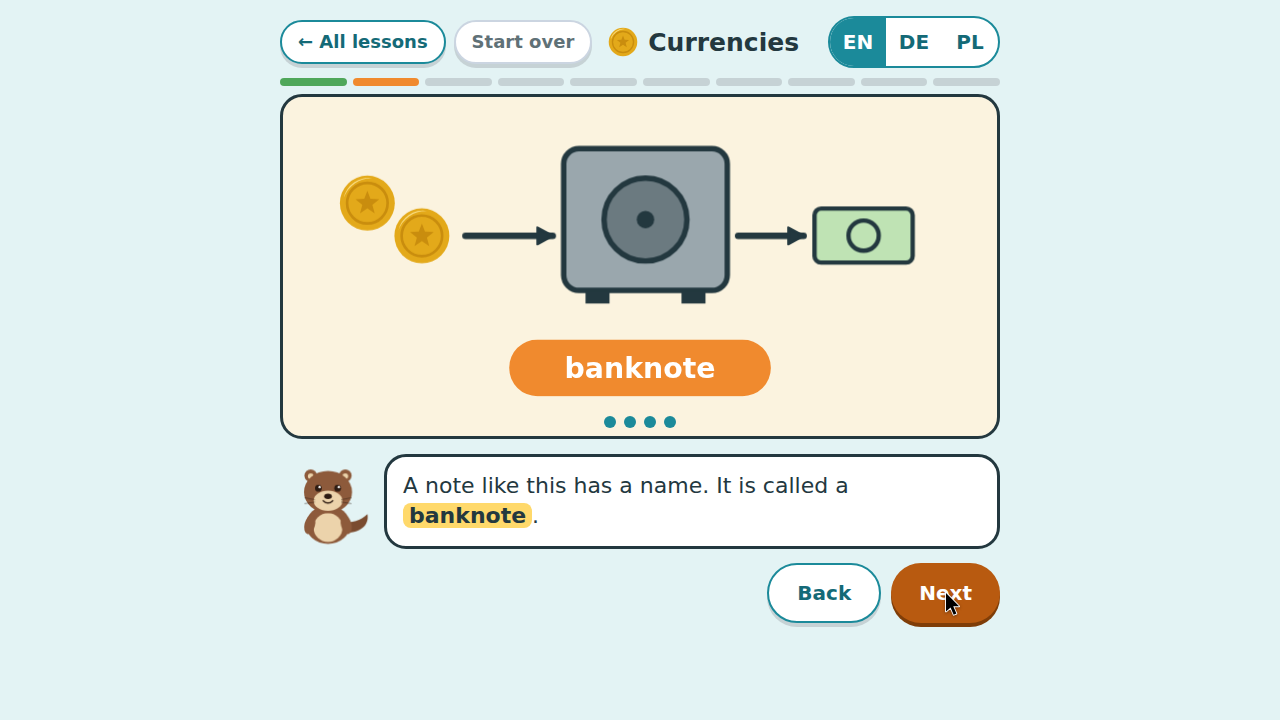 ← All lessons
Start over
Currencies
EN DE PL
banknote
A note like this has a name. It is called a
banknote.
Back
Next